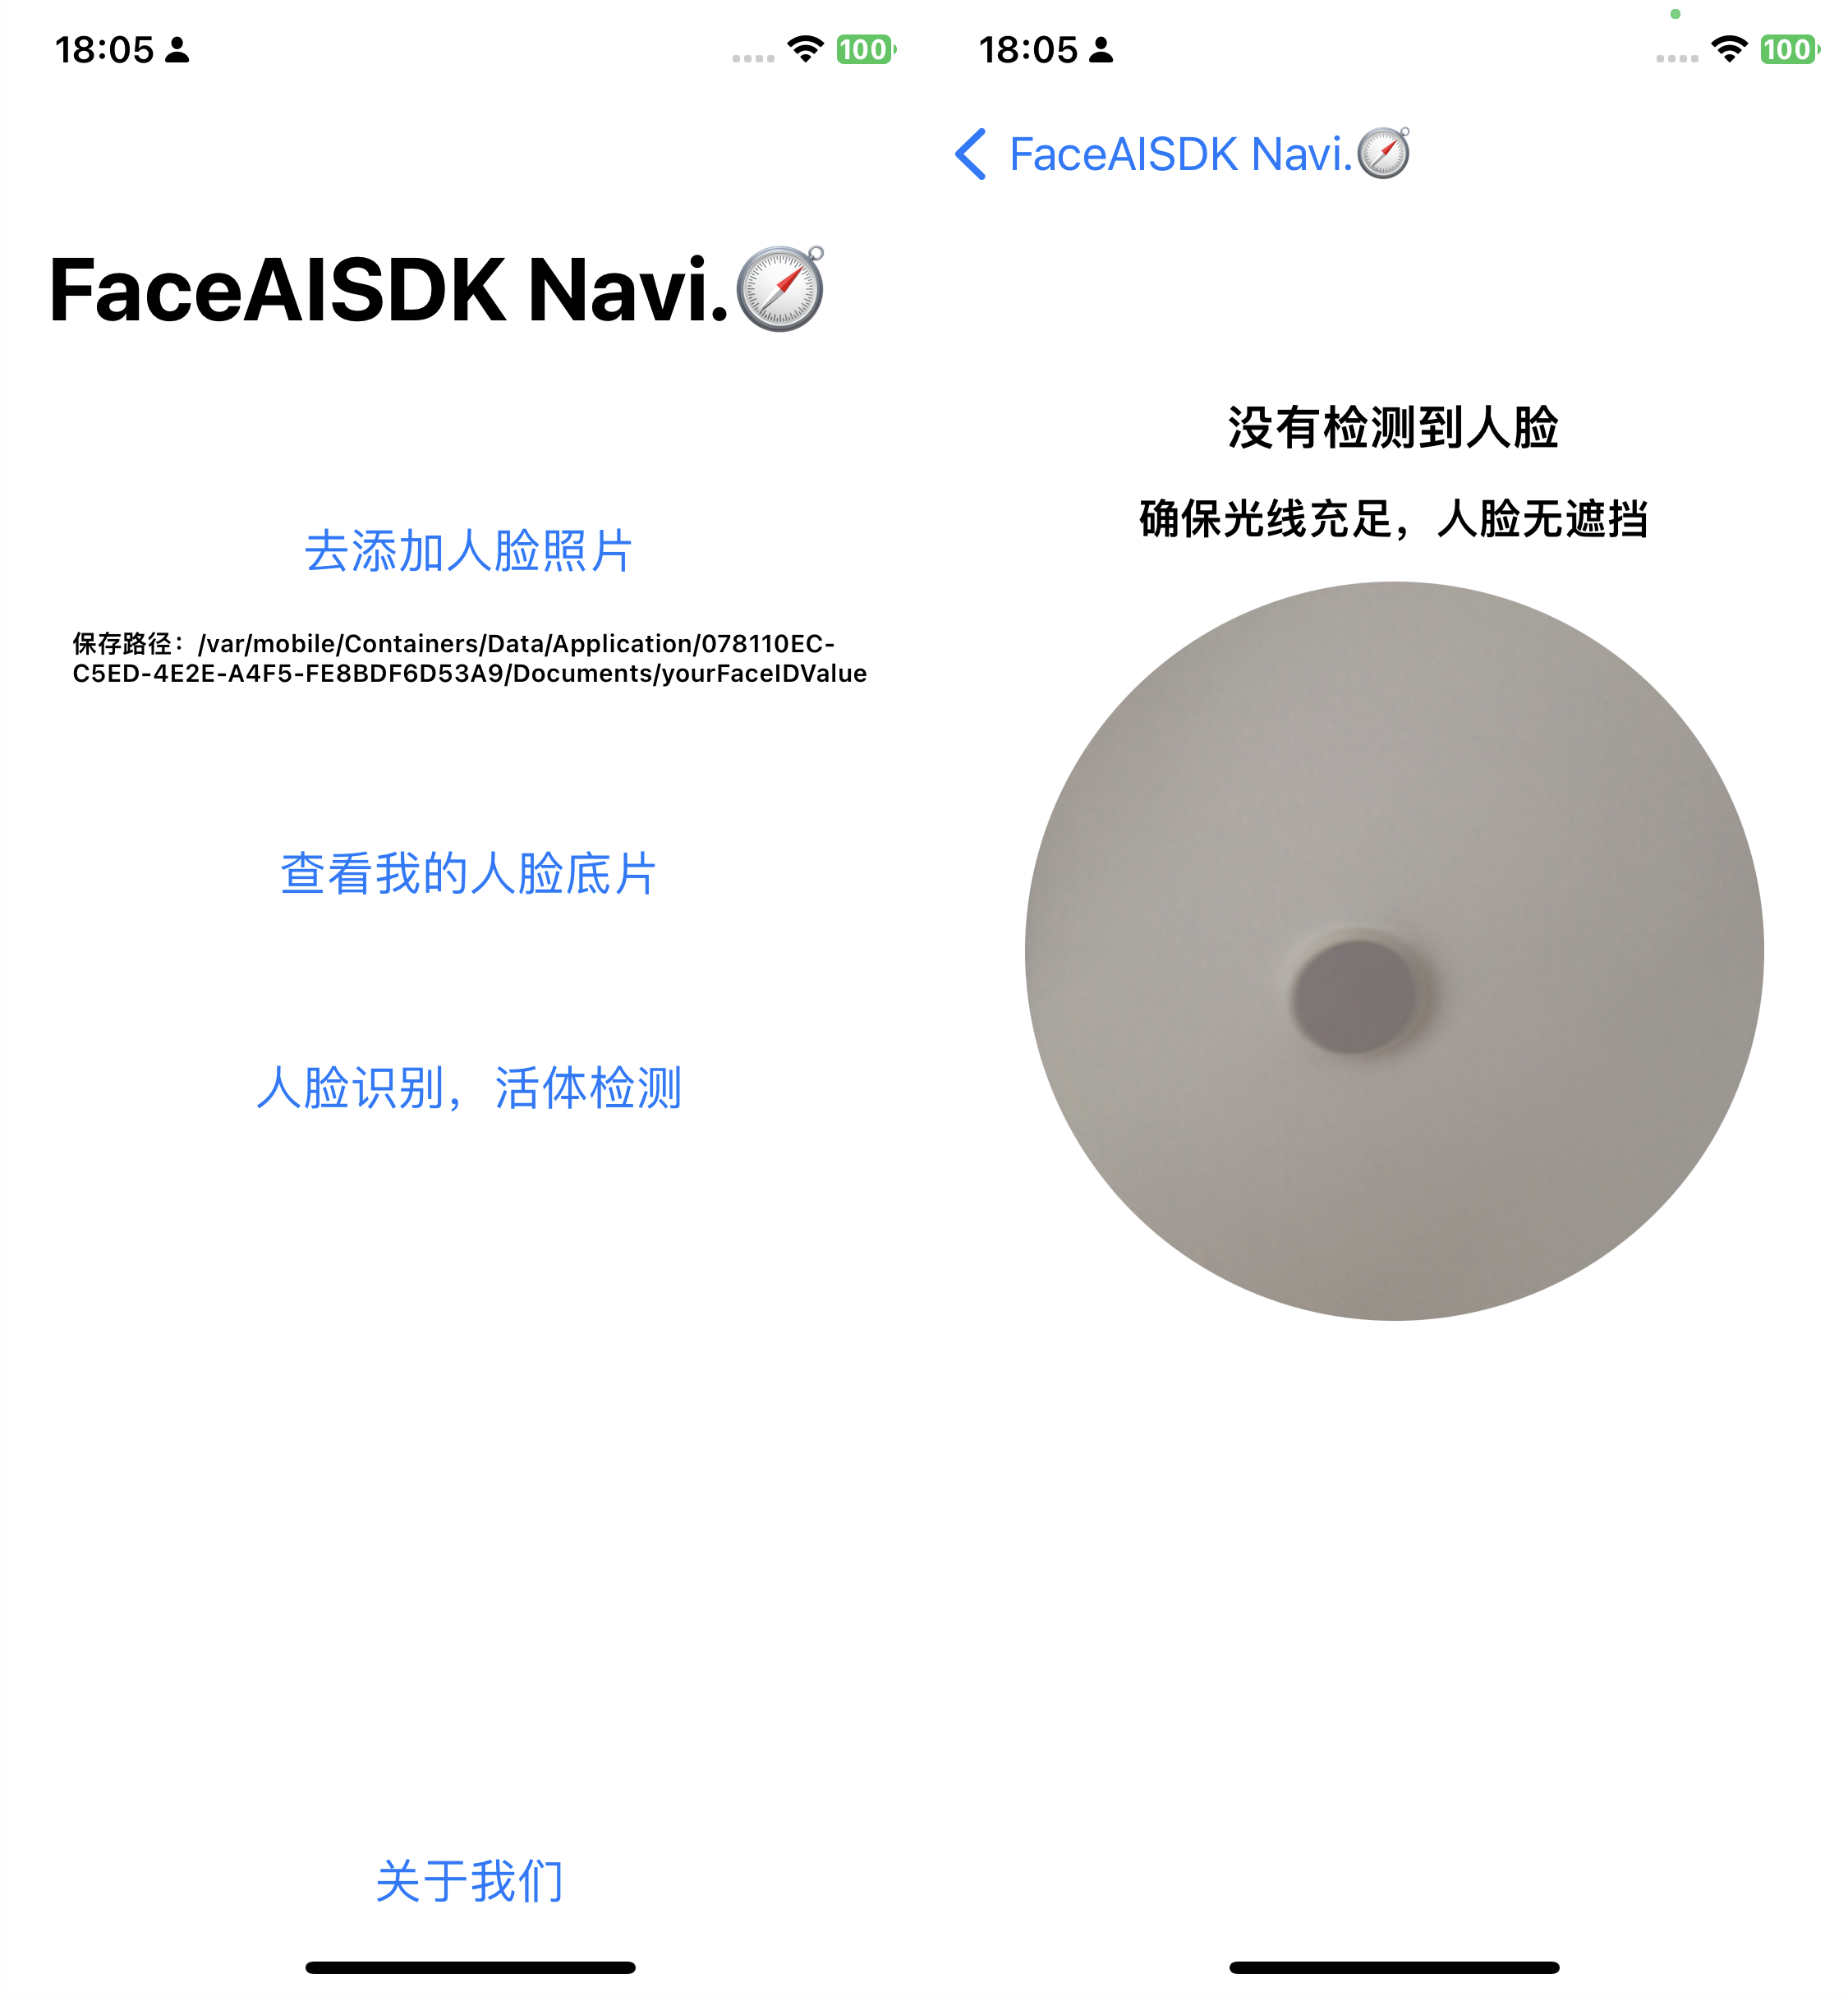 18:05
100
FaceAISDK Navi.🧭
去添加人脸照片
保存路径：/var/mobile/Containers/Data/Application/078110EC-
C5ED-4E2E-A4F5-FE8BDF6D53A9/Documents/yourFaceIDValue
查看我的人脸底片
人脸识别，活体检测
关于我们
18:05
100
FaceAISDK Navi.🧭
没有检测到人脸
确保光线充足，人脸无遮挡